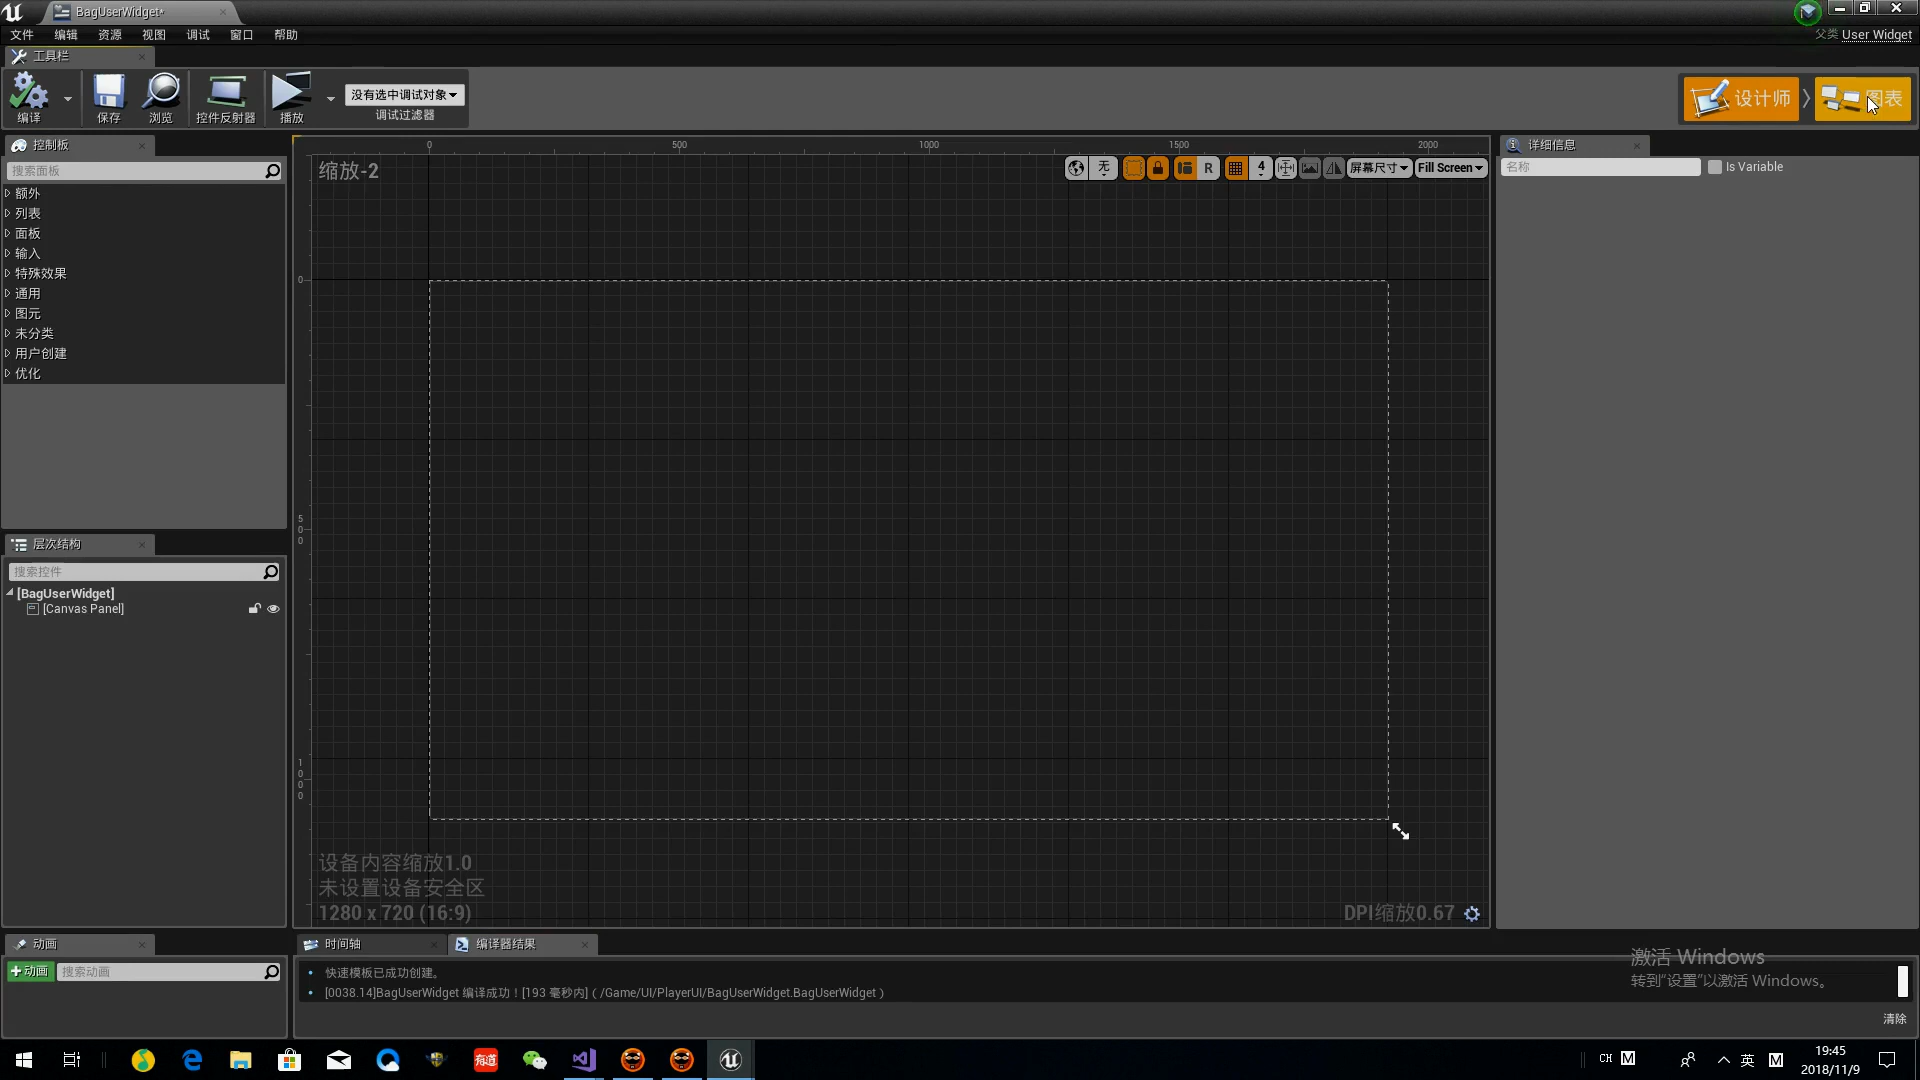 BagUserWidget*
文件 编辑 资源 视图 调试 窗口 帮助
父类 User Widget
工具栏
编译 保存 浏览 控件反射器 播放
没有选中调试对象
调试过滤器
设计师 图表
控制板
搜索面板
额外
列表
面板
输入
特殊效果
通用
图元
未分类
用户创建
优化
层次结构
搜索控件
[BagUserWidget]
[Canvas Panel]
动画
+动画 搜索动画
0 500 1000 1500 2000
缩放-2
无 R 4 屏幕尺寸 Fill Screen
0
500
1000
设备内容缩放1.0
未设置设备安全区
1280 x 720 (16:9)
DPI缩放0.67
详细信息
名称 Is Variable
时间轴 编译器结果
快速模板已成功创建。
[0038.14]BagUserWidget 编译成功！[193 毫秒内] ( /Game/UI/PlayerUI/BagUserWidget.BagUserWidget )
清除
激活 Windows
转到"设置"以激活 Windows。
有道
CH M
英 M
19:45
2018/11/9